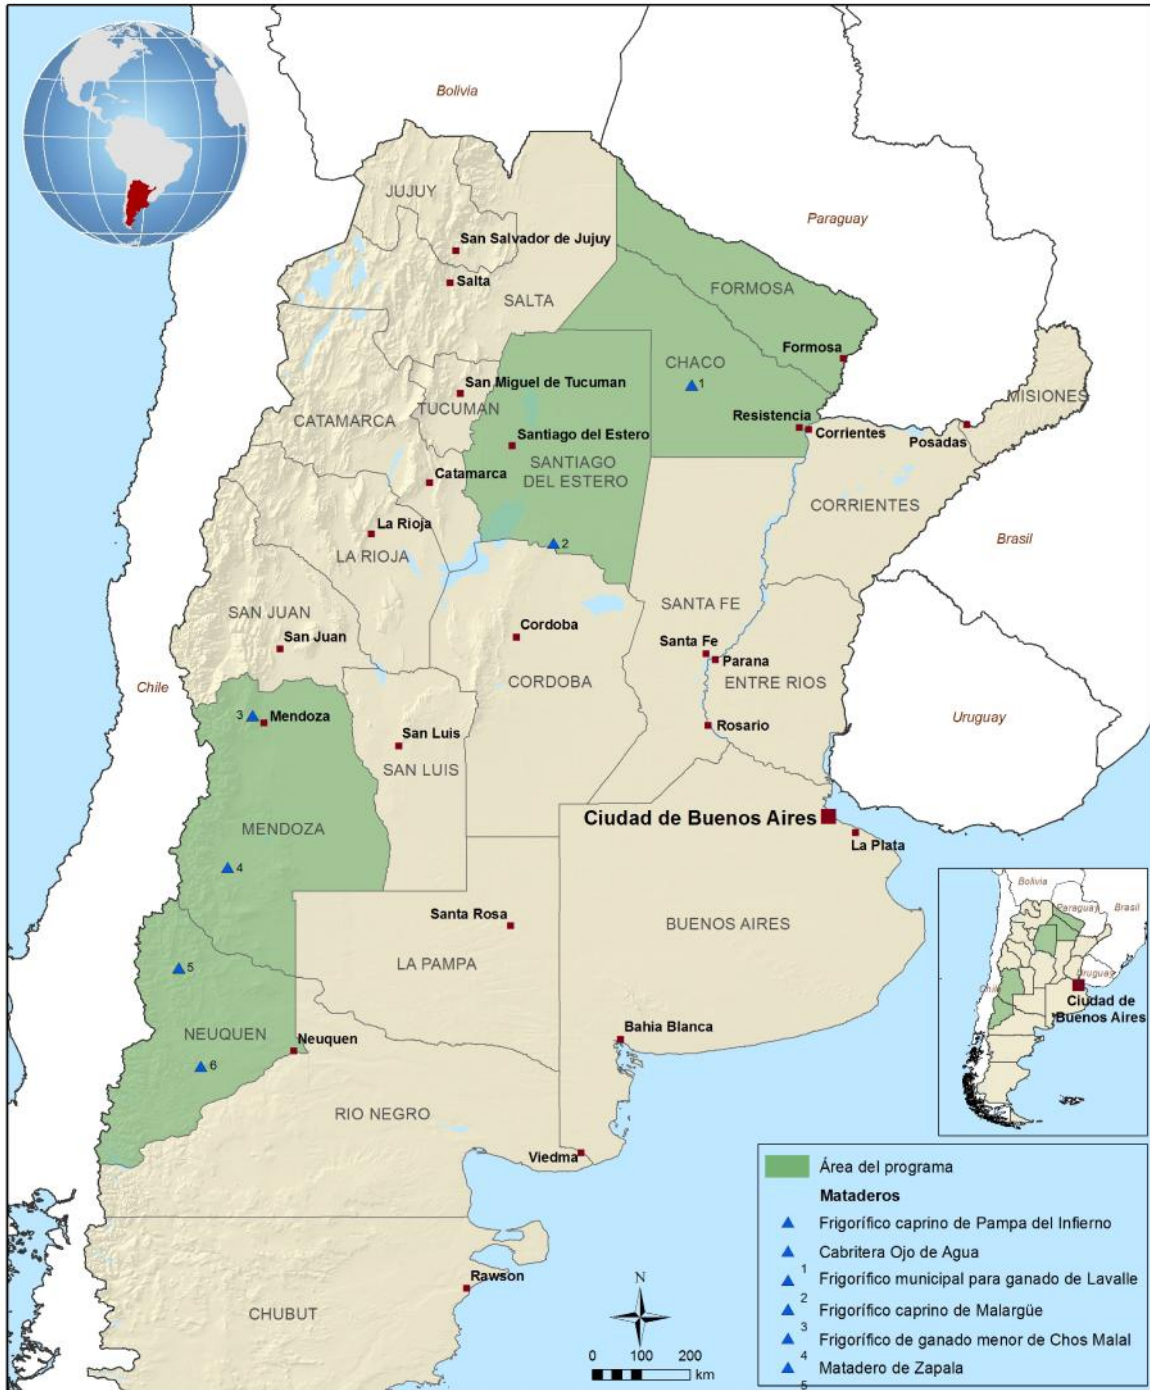 Bolivia
JUJUY
Paraguay
San Salvador de Jujuy
Salta
SALTA
FORMOSA
Formosa
CHACO
1
San Miguel de Tucuman
TUCUMAN
MISIONES
CATAMARCA
Resistencia
Corrientes
Posadas
Santiago del Estero
SANTIAGO
DEL ESTERO
Catamarca
CORRIENTES
La Rioja
LA RIOJA
2
Brasil
SANTA FE
SAN JUAN
San Juan
Cordoba
CORDOBA
Santa Fe
Parana
ENTRE RIOS
Chile
3
Mendoza
San Luis
SAN LUIS
Rosario
Uruguay
MENDOZA
Ciudad de Buenos Aires
La Plata
4
Santa Rosa
BUENOS AIRES
LA PAMPA
5
NEUQUEN
Neuquen
Bahia Blanca
6
RIO NEGRO
Viedma
Rawson
CHUBUT
N
0 50 100 200
km
Bolivia
Paraguay
Brasil
Uruguay
Chile
Ciudad de
Buenos Aires
Área del programa
Mataderos
Frigorífico caprino de Pampa del Infierno
Cabritera Ojo de Agua
1
Frigorífico municipal para ganado de Lavalle
2
Frigorífico caprino de Malargüe
3
Frigorífico de ganado menor de Chos Malal
4
Matadero de Zapala
5